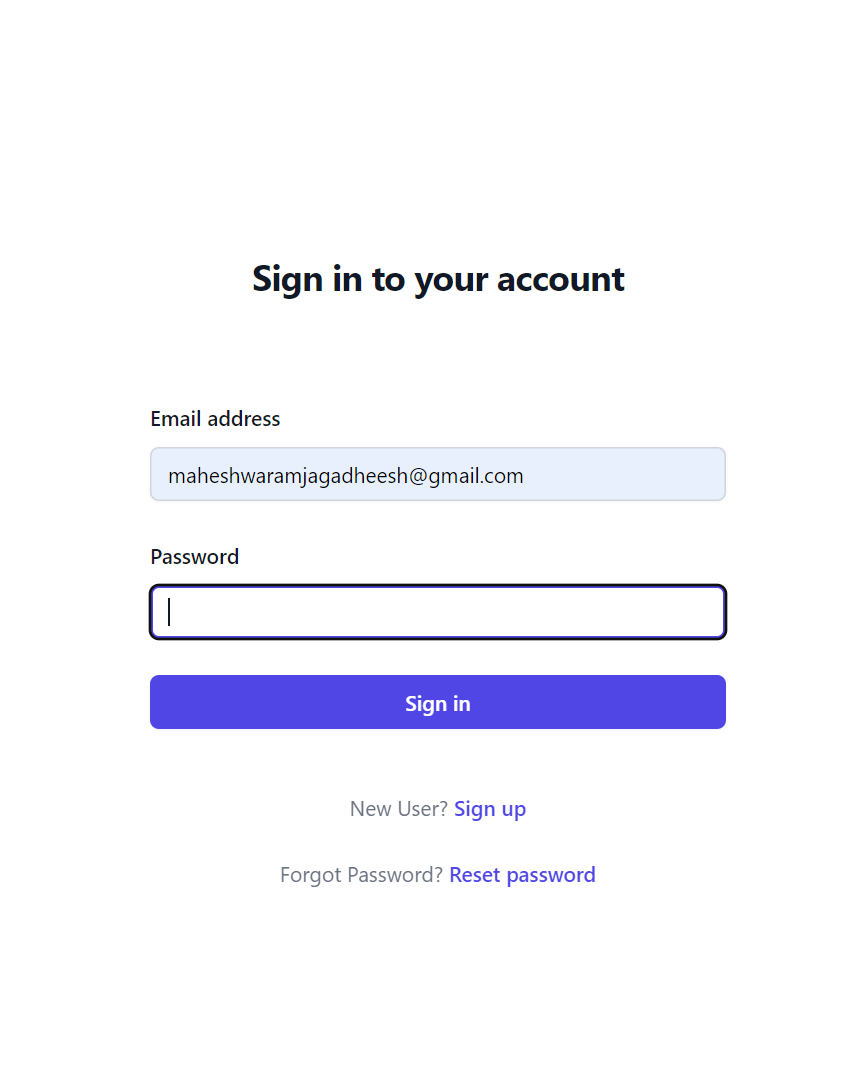 Sign in to your account
Email address
maheshwaramjagadheesh@gmail.com
Password
Sign in
New User? Sign up
Forgot Password? Reset password